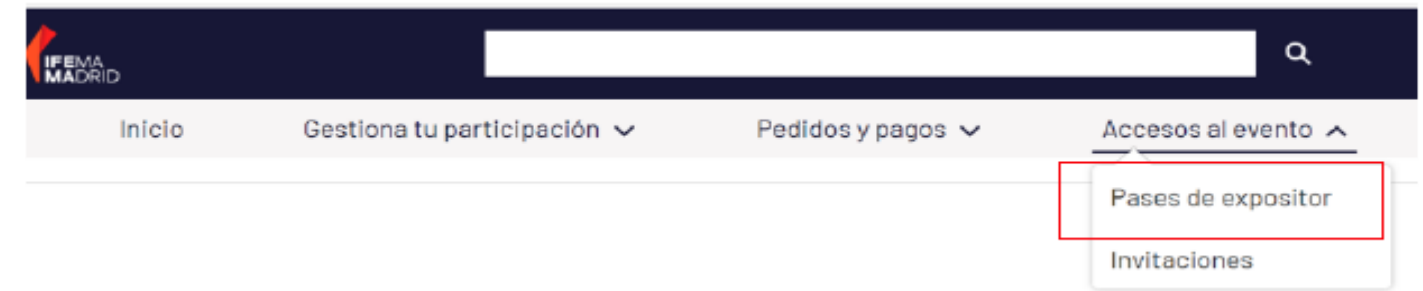 IFEMA
MADRID
Inicio
Gestiona tu participación
Pedidos y pagos
Accesos al evento
Pases de expositor
Invitaciones